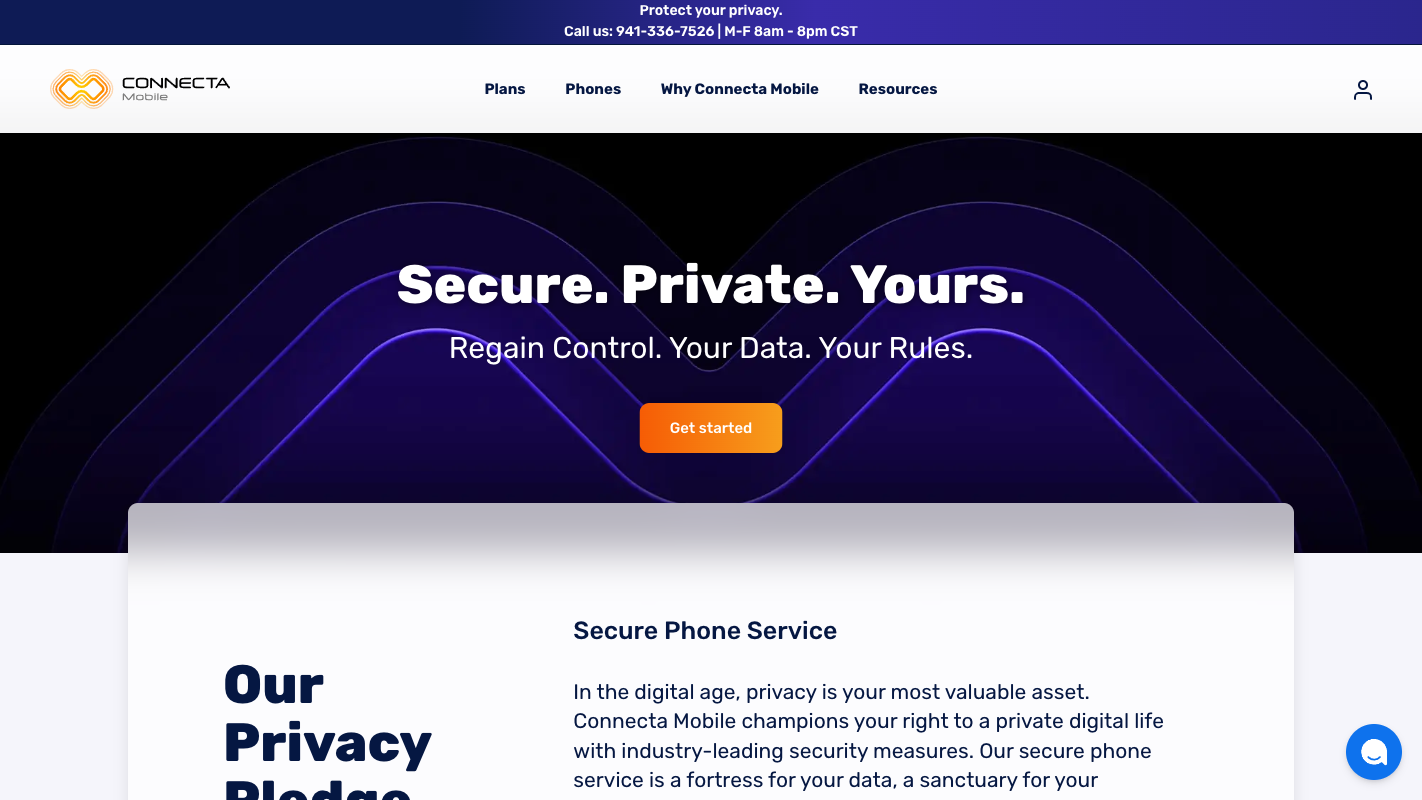 Protect your privacy.
Call us: 941-336-7526 | M-F 8am - 8pm CST
CONNECTA
Mobile
Plans
Phones
Why Connecta Mobile
Resources
Secure. Private. Yours.
Regain Control. Your Data. Your Rules.
Get started
Our
Privacy
Pledge
Secure Phone Service
In the digital age, privacy is your most valuable asset.
Connecta Mobile champions your right to a private digital life
with industry-leading security measures. Our secure phone
service is a fortress for your data, a sanctuary for your